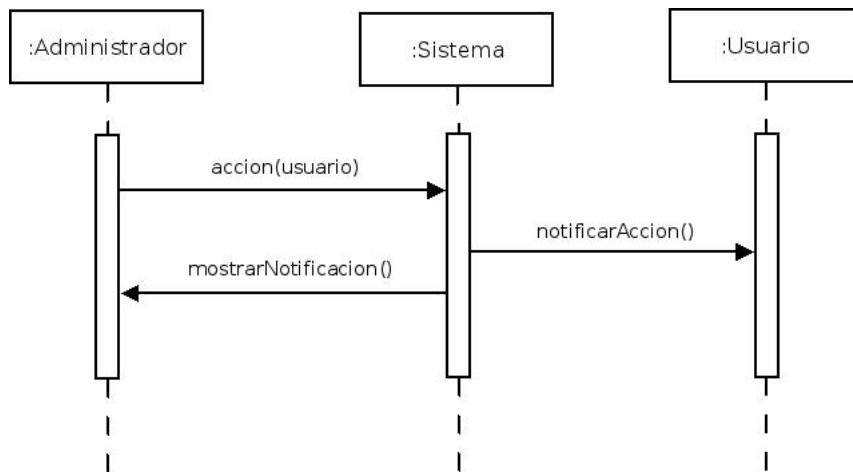 :Administrador
:Sistema
:Usuario
accion(usuario)
notificarAccion()
mostrarNotificacion()